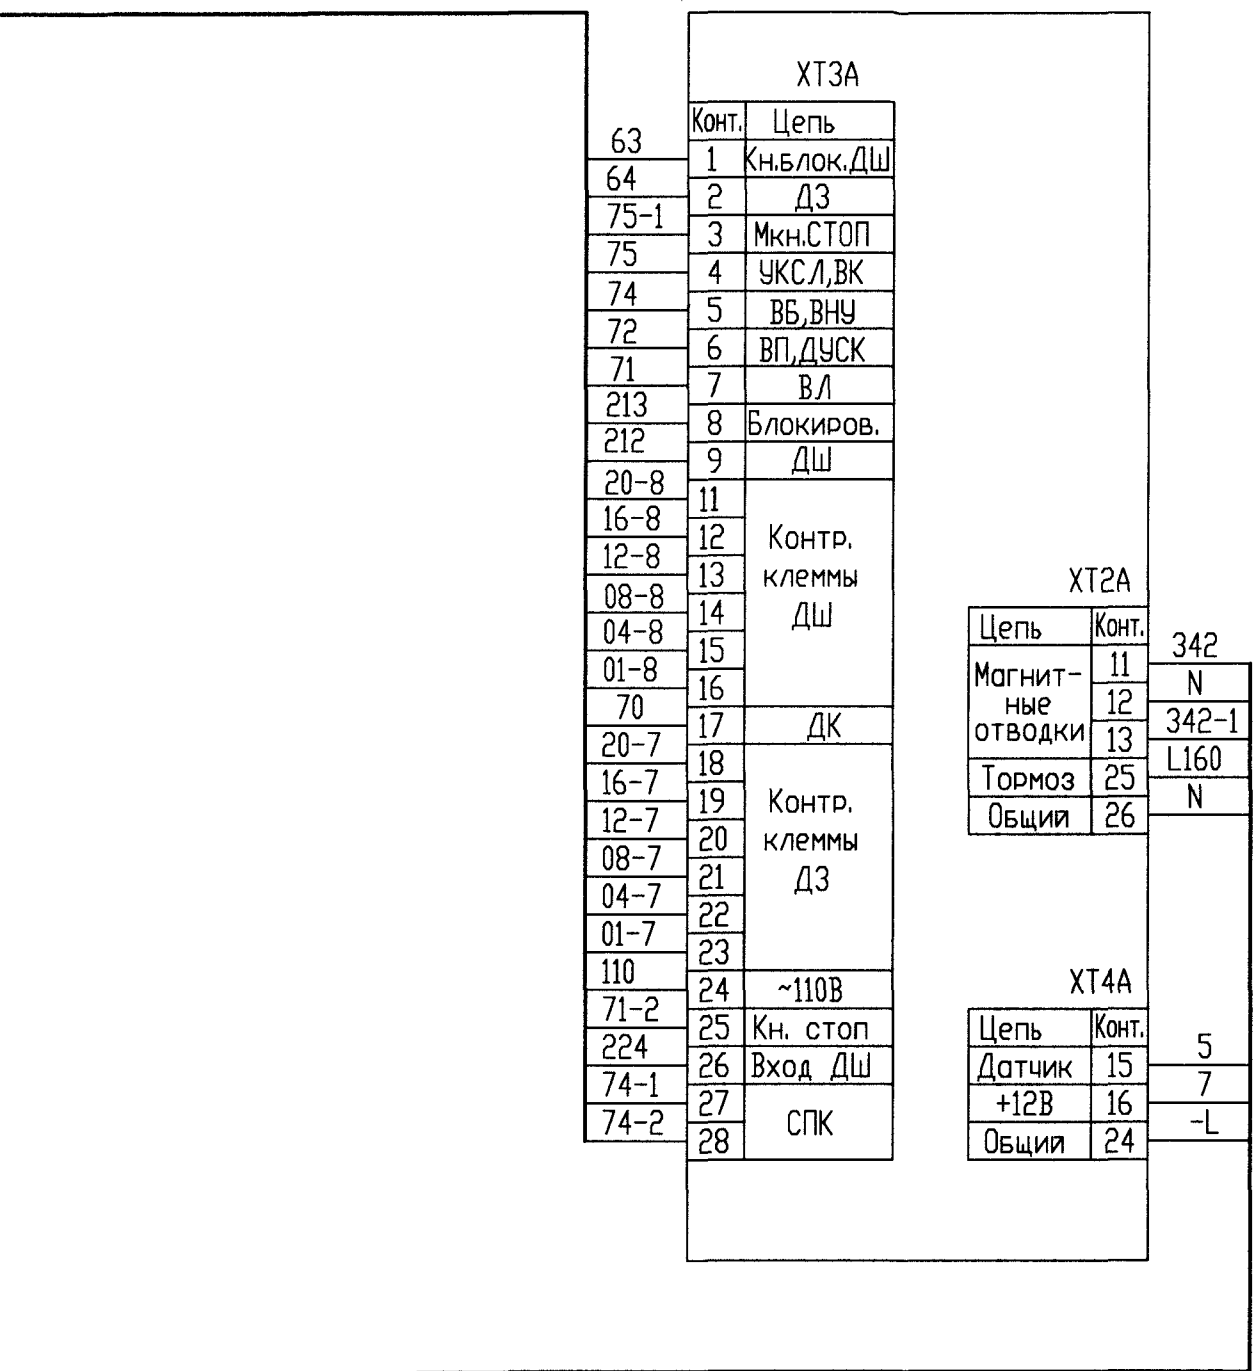 ХТ3А
Конт. Цепь
63 1 Кн.блок.ДШ
64 2 ДЗ
75-1 3 Мкн.СТОП
75 4 УКСЛ,ВК
74 5 ВБ,ВНУ
72 6 ВП,ДУСК
71 7 ВЛ
213 8 Блокиров.
212 9 ДШ
20-8 11
16-8 12 Контр.
12-8 13 клеммы
08-8 14 ДШ
04-8 15
01-8 16
70 17 ДК
20-7 18
16-7 19 Контр.
12-7 20 клеммы
08-7 21 ДЗ
04-7 22
01-7 23
110 24 ~110В
71-2 25 Кн. стоп
224 26 Вход ДШ
74-1 27 СПК
74-2 28
ХТ2А
Цепь Конт.
Магнит- 11 342
ные 12 N
отводки 13 342-1
Тормоз 25 L160
Общий 26 N
ХТ4А
Цепь Конт.
Датчик 15 5
+12В 16 7
Общий 24 -L